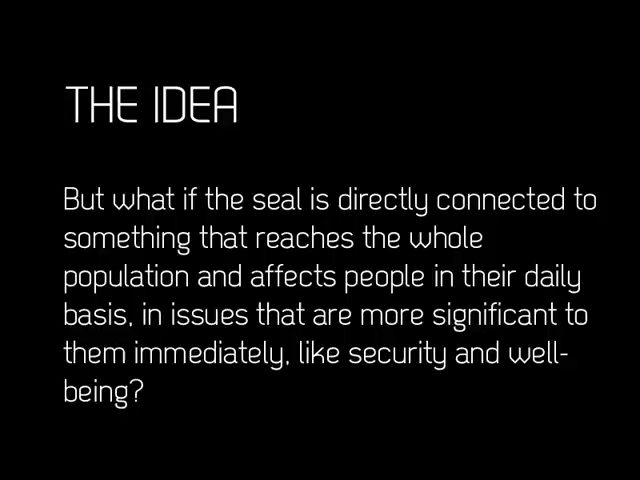 THE IDEA
But what if the seal is directly connected to
something that reaches the whole
population and affects people in their daily
basis, in issues that are more significant to
them immediately, like security and well-
being?